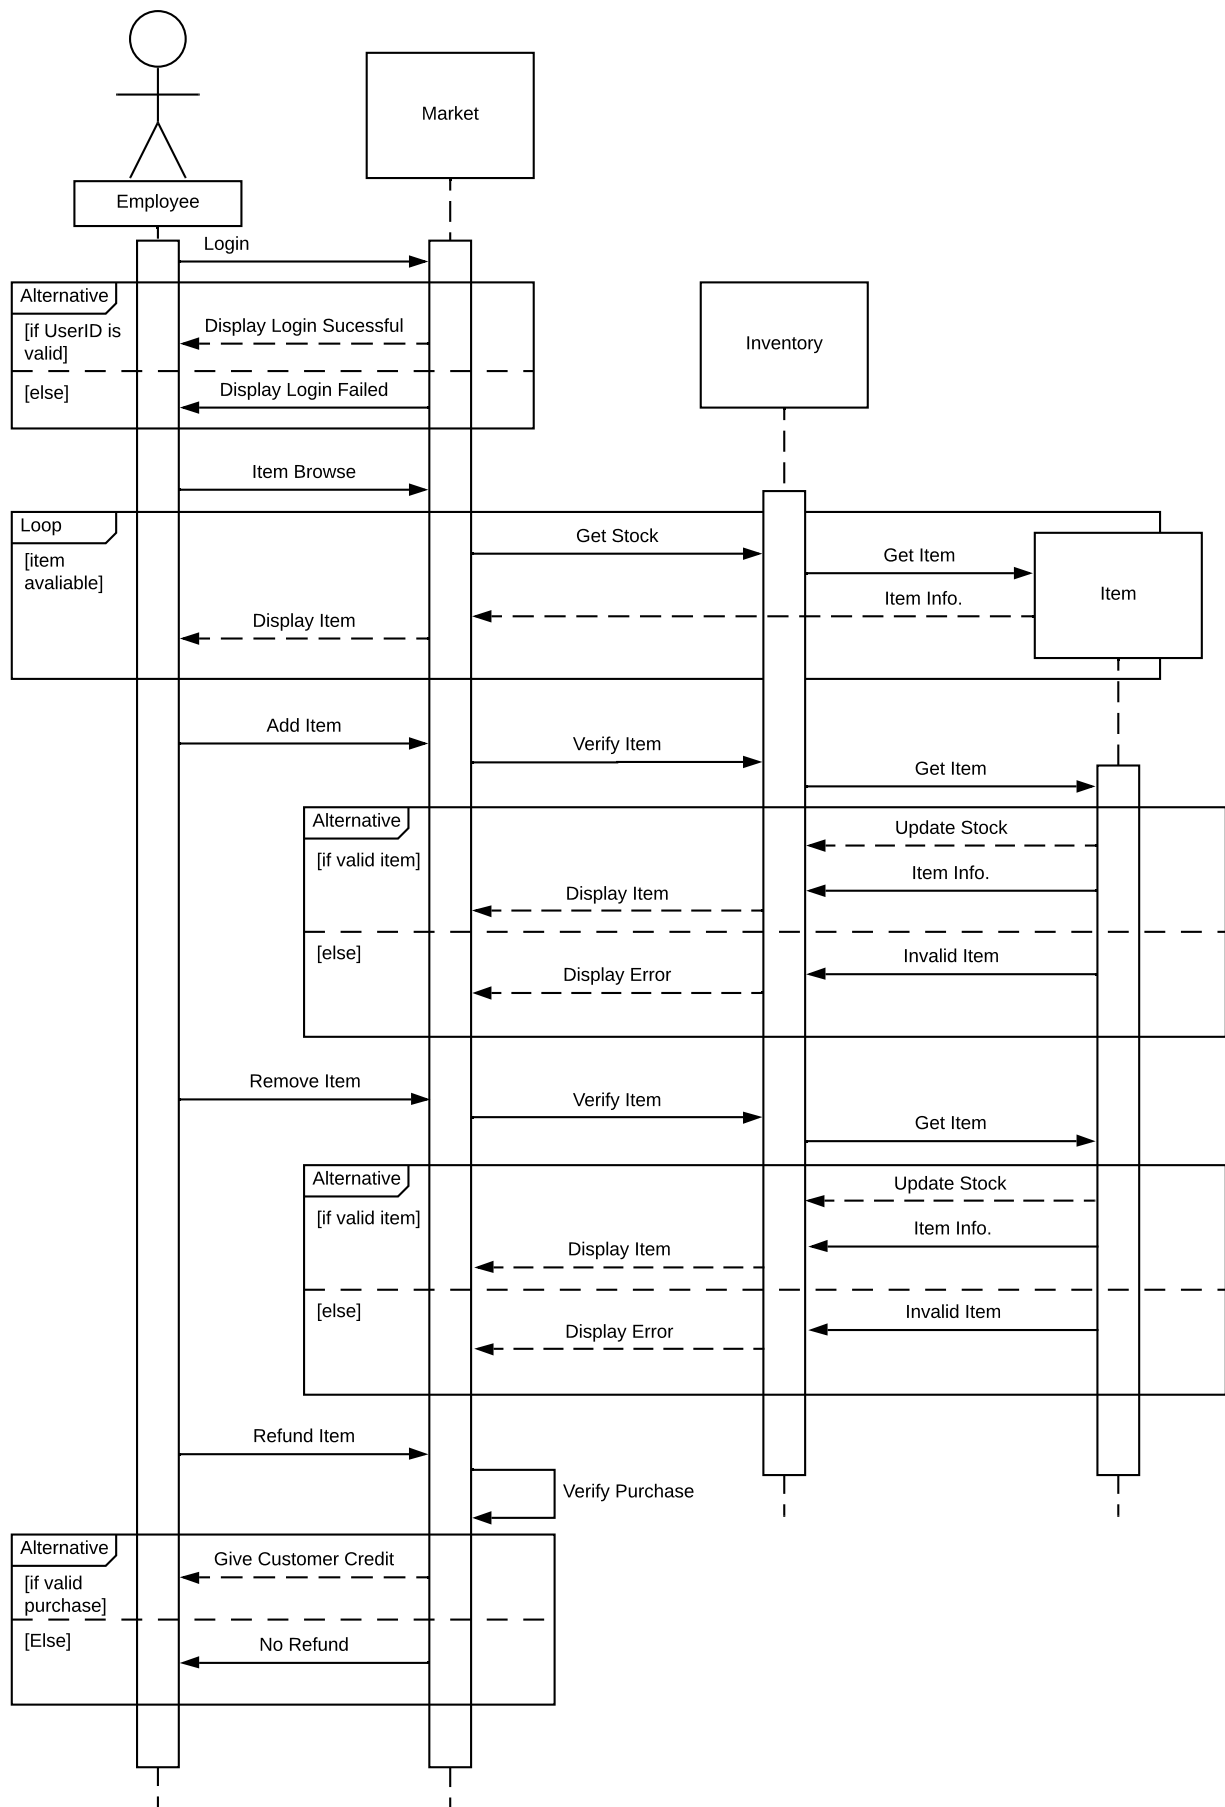 Market
Employee
Login
Alternative
Display Login Sucessful
[if UserID is
valid]
Inventory
Display Login Failed
[else]
Item Browse
Loop
Get Stock
[item
avaliable]
Get Item
Item Info.
Item
Display Item
Add Item
Verify Item
Get Item
Alternative
Update Stock
[if valid item]
Item Info.
Display Item
[else]
Invalid Item
Display Error
Remove Item
Verify Item
Get Item
Alternative
Update Stock
[if valid item]
Item Info.
Display Item
[else]
Invalid Item
Display Error
Refund Item
Verify Purchase
Alternative
Give Customer Credit
[if valid
purchase]
[Else]
No Refund